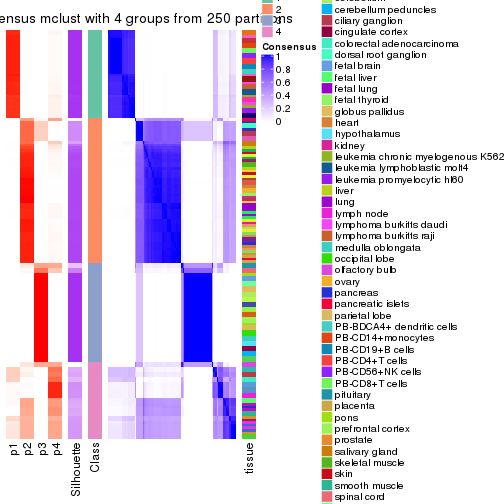 ensus mclust with 4 groups from 250 part
ns
2
4
Consensus
1
0.8
0.6
0.4
0.2
0
cerebellum peduncles
ciliary ganglion
cingulate cortex
colorectal adenocarcinoma
dorsal root ganglion
fetal brain
fetal liver
fetal lung
fetal thyroid
globus pallidus
heart
hypothalamus
kidney
leukemia chronic myelogenous K562
leukemia lymphoblastic molt4
leukemia promyelocytic hl60
liver
lung
lymph node
lymphoma burkitts daudi
lymphoma burkitts raji
medulla oblongata
occipital lobe
olfactory bulb
ovary
pancreas
pancreatic islets
parietal lobe
PB-BDCA4+ dendritic cells
PB-CD14+monocytes
PB-CD19+B cells
PB-CD4+T cells
PB-CD56+NK cells
PB-CD8+T cells
pituitary
placenta
pons
prefrontal cortex
prostate
salivary gland
skeletal muscle
skin
smooth muscle
spinal cord
p1
p2
p3
p4
Silhouette
Class
tissue